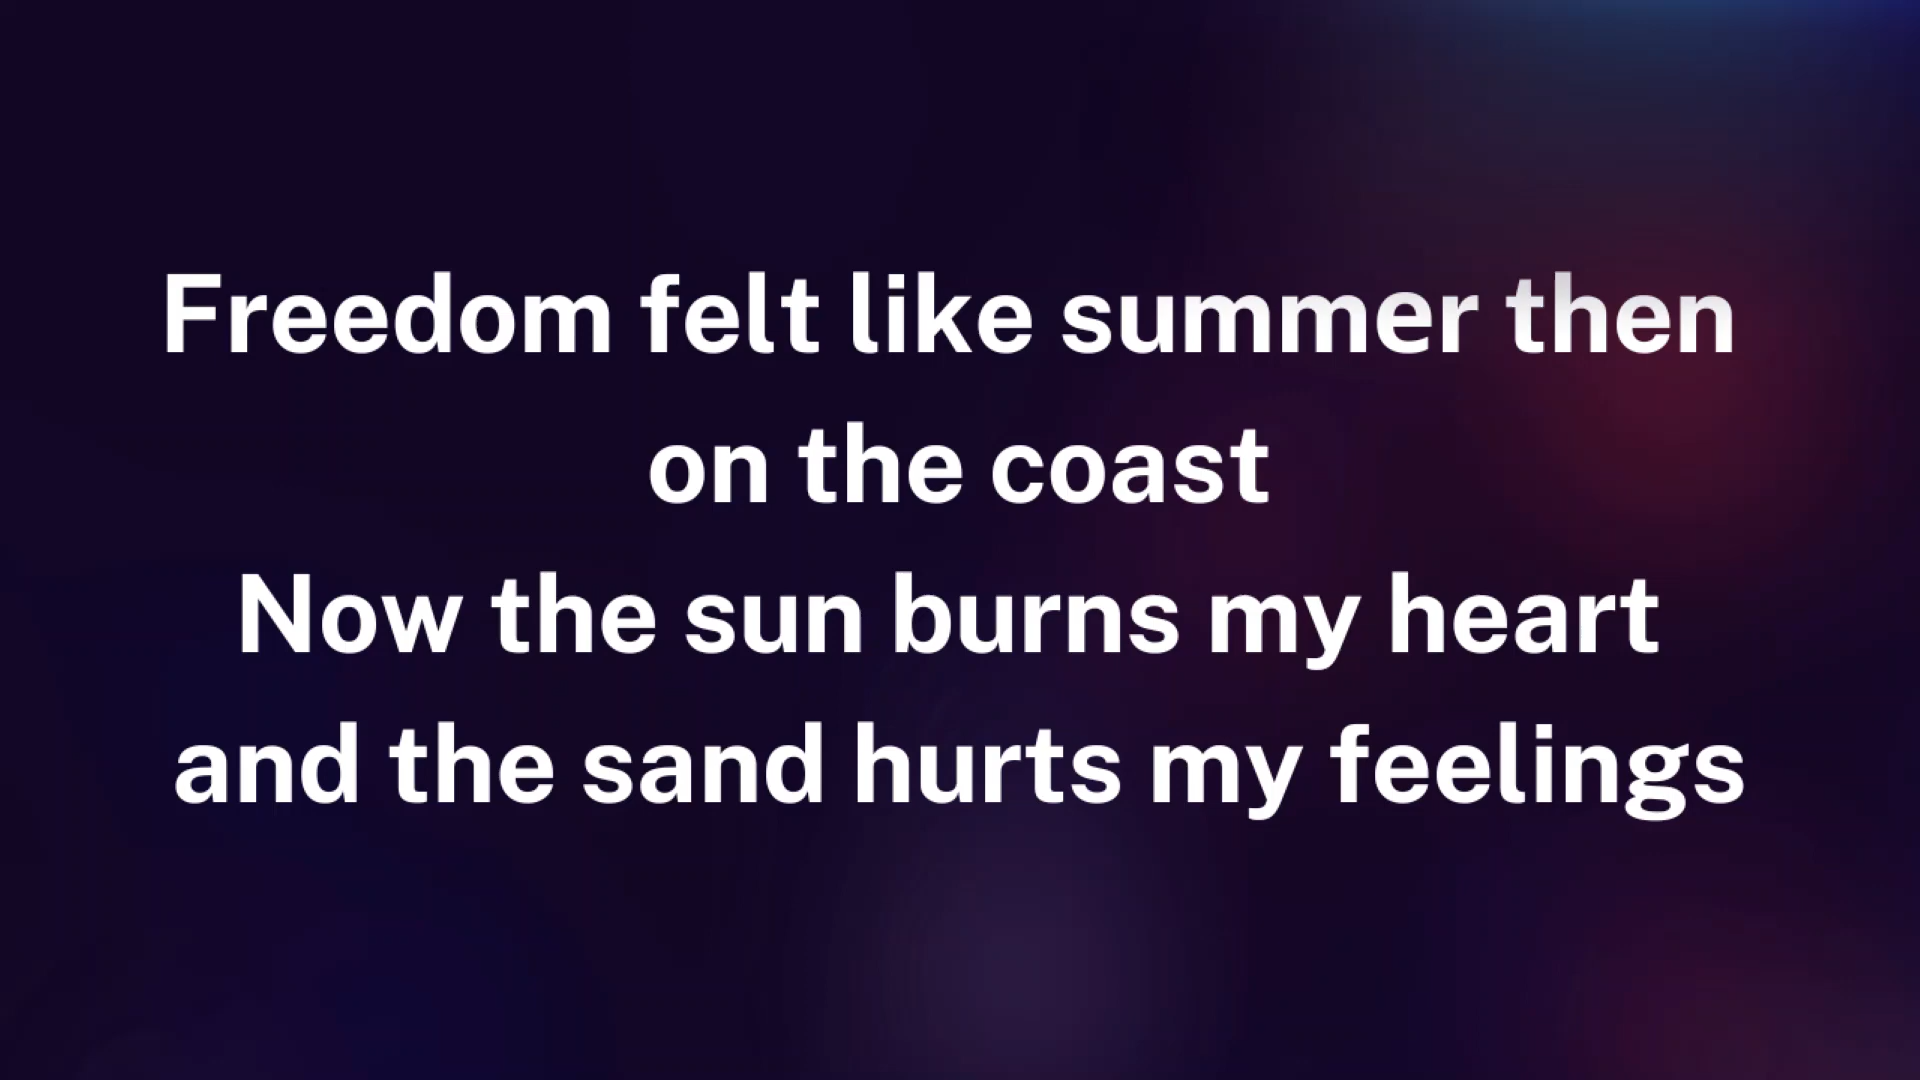 Freedom felt like summer then
on the coast
Now the sun burns my heart
and the sand hurts my feelings